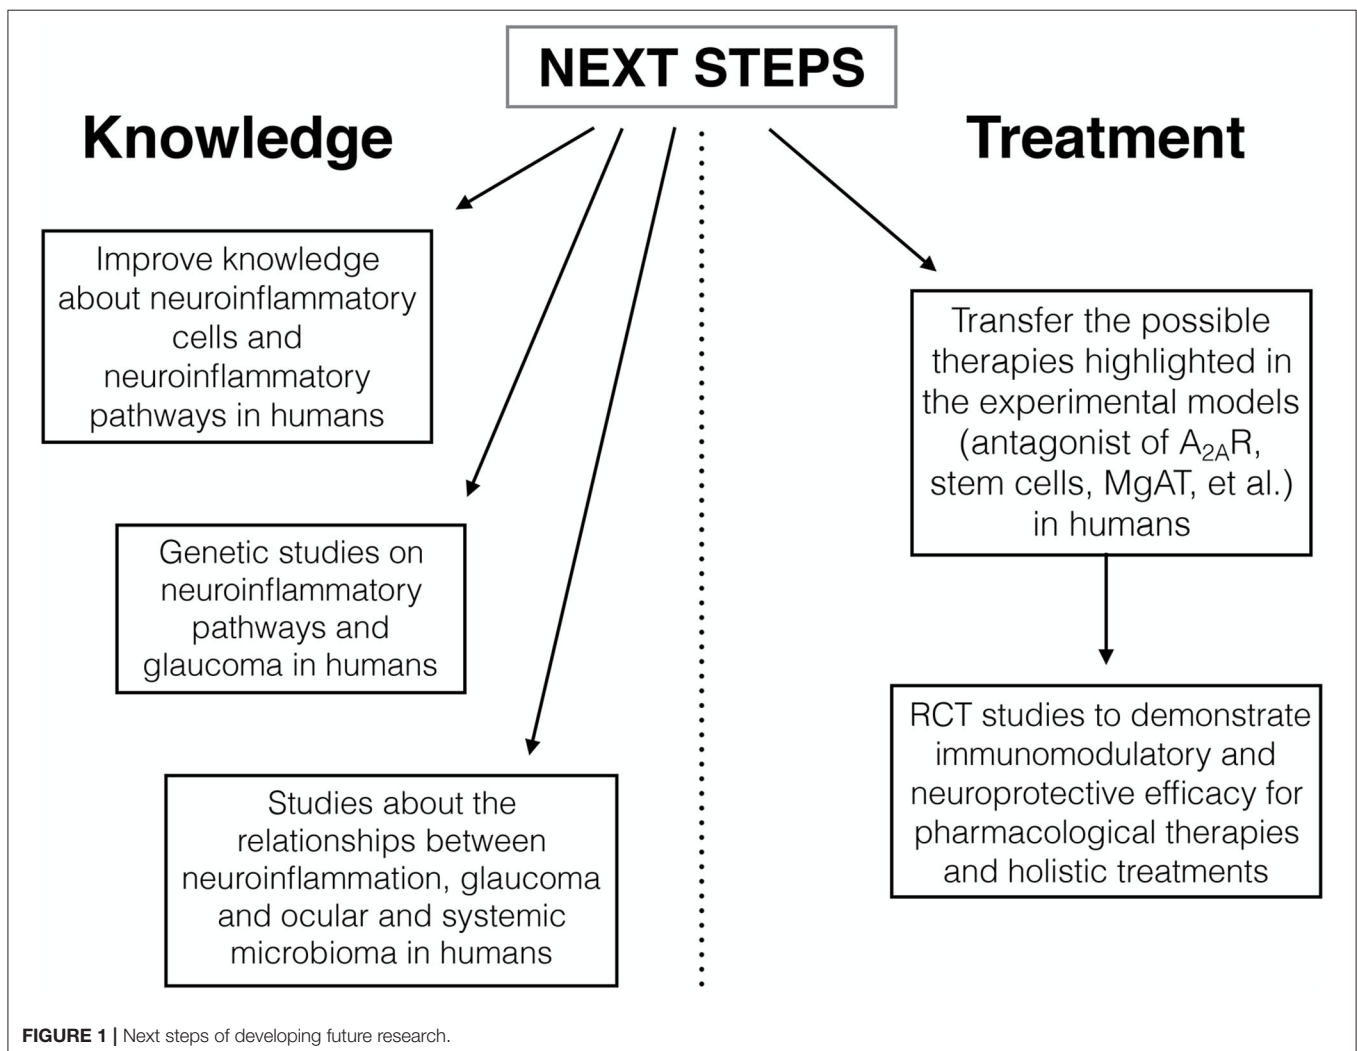 NEXT STEPS
Knowledge
Improve knowledge
about neuroinflammatory
cells and
neuroinflammatory
pathways in humans
Genetic studies on
neuroinflammatory
pathways and
glaucoma in humans
Studies about the
relationships between
neuroinflammation, glaucoma
and ocular and systemic
microbioma in humans
Treatment
Transfer the possible
therapies highlighted in
the experimental models
(antagonist of A₂ₐR,
stem cells, MgAT, et al.)
in humans
RCT studies to demonstrate
immunomodulatory and
neuroprotective efficacy for
pharmacological therapies
and holistic treatments
FIGURE 1 | Next steps of developing future research.